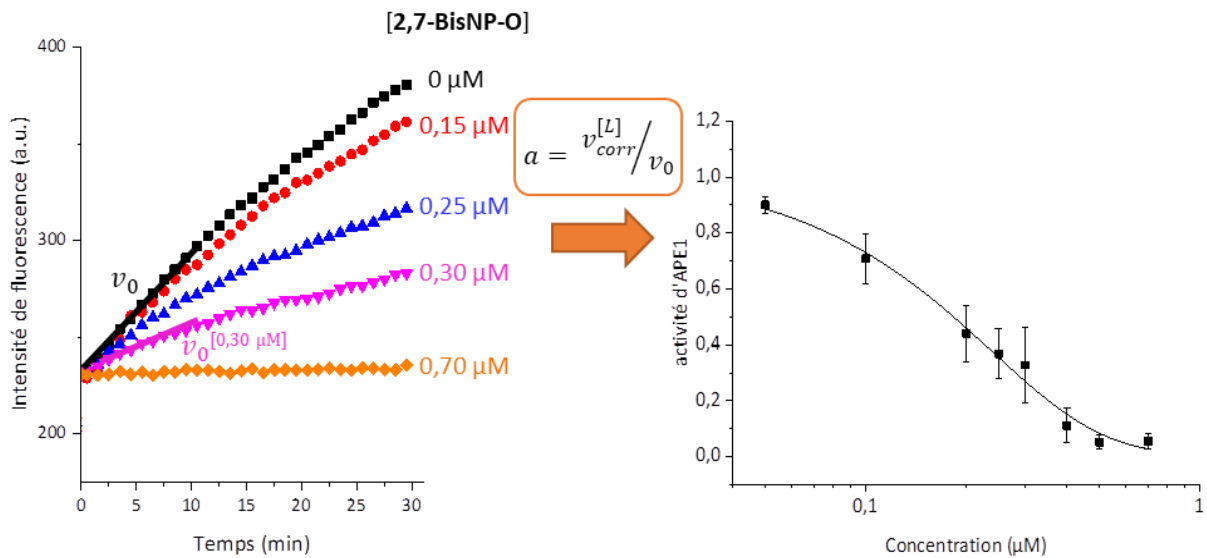 [2,7-BisNP-O]
400
300
200
Intensité de fluorescence (a.u.)
0 µM
0,15 µM
0,25 µM
0,30 µM
0,70 µM
v0
v0[0,30 µM]
0 5 10 15 20 25 30
Temps (min)
a = v[L]corr/v0
1,2
1,0
0,8
0,6
0,4
0,2
0,0
activité d'APE1
0,1 1
Concentration (µM)